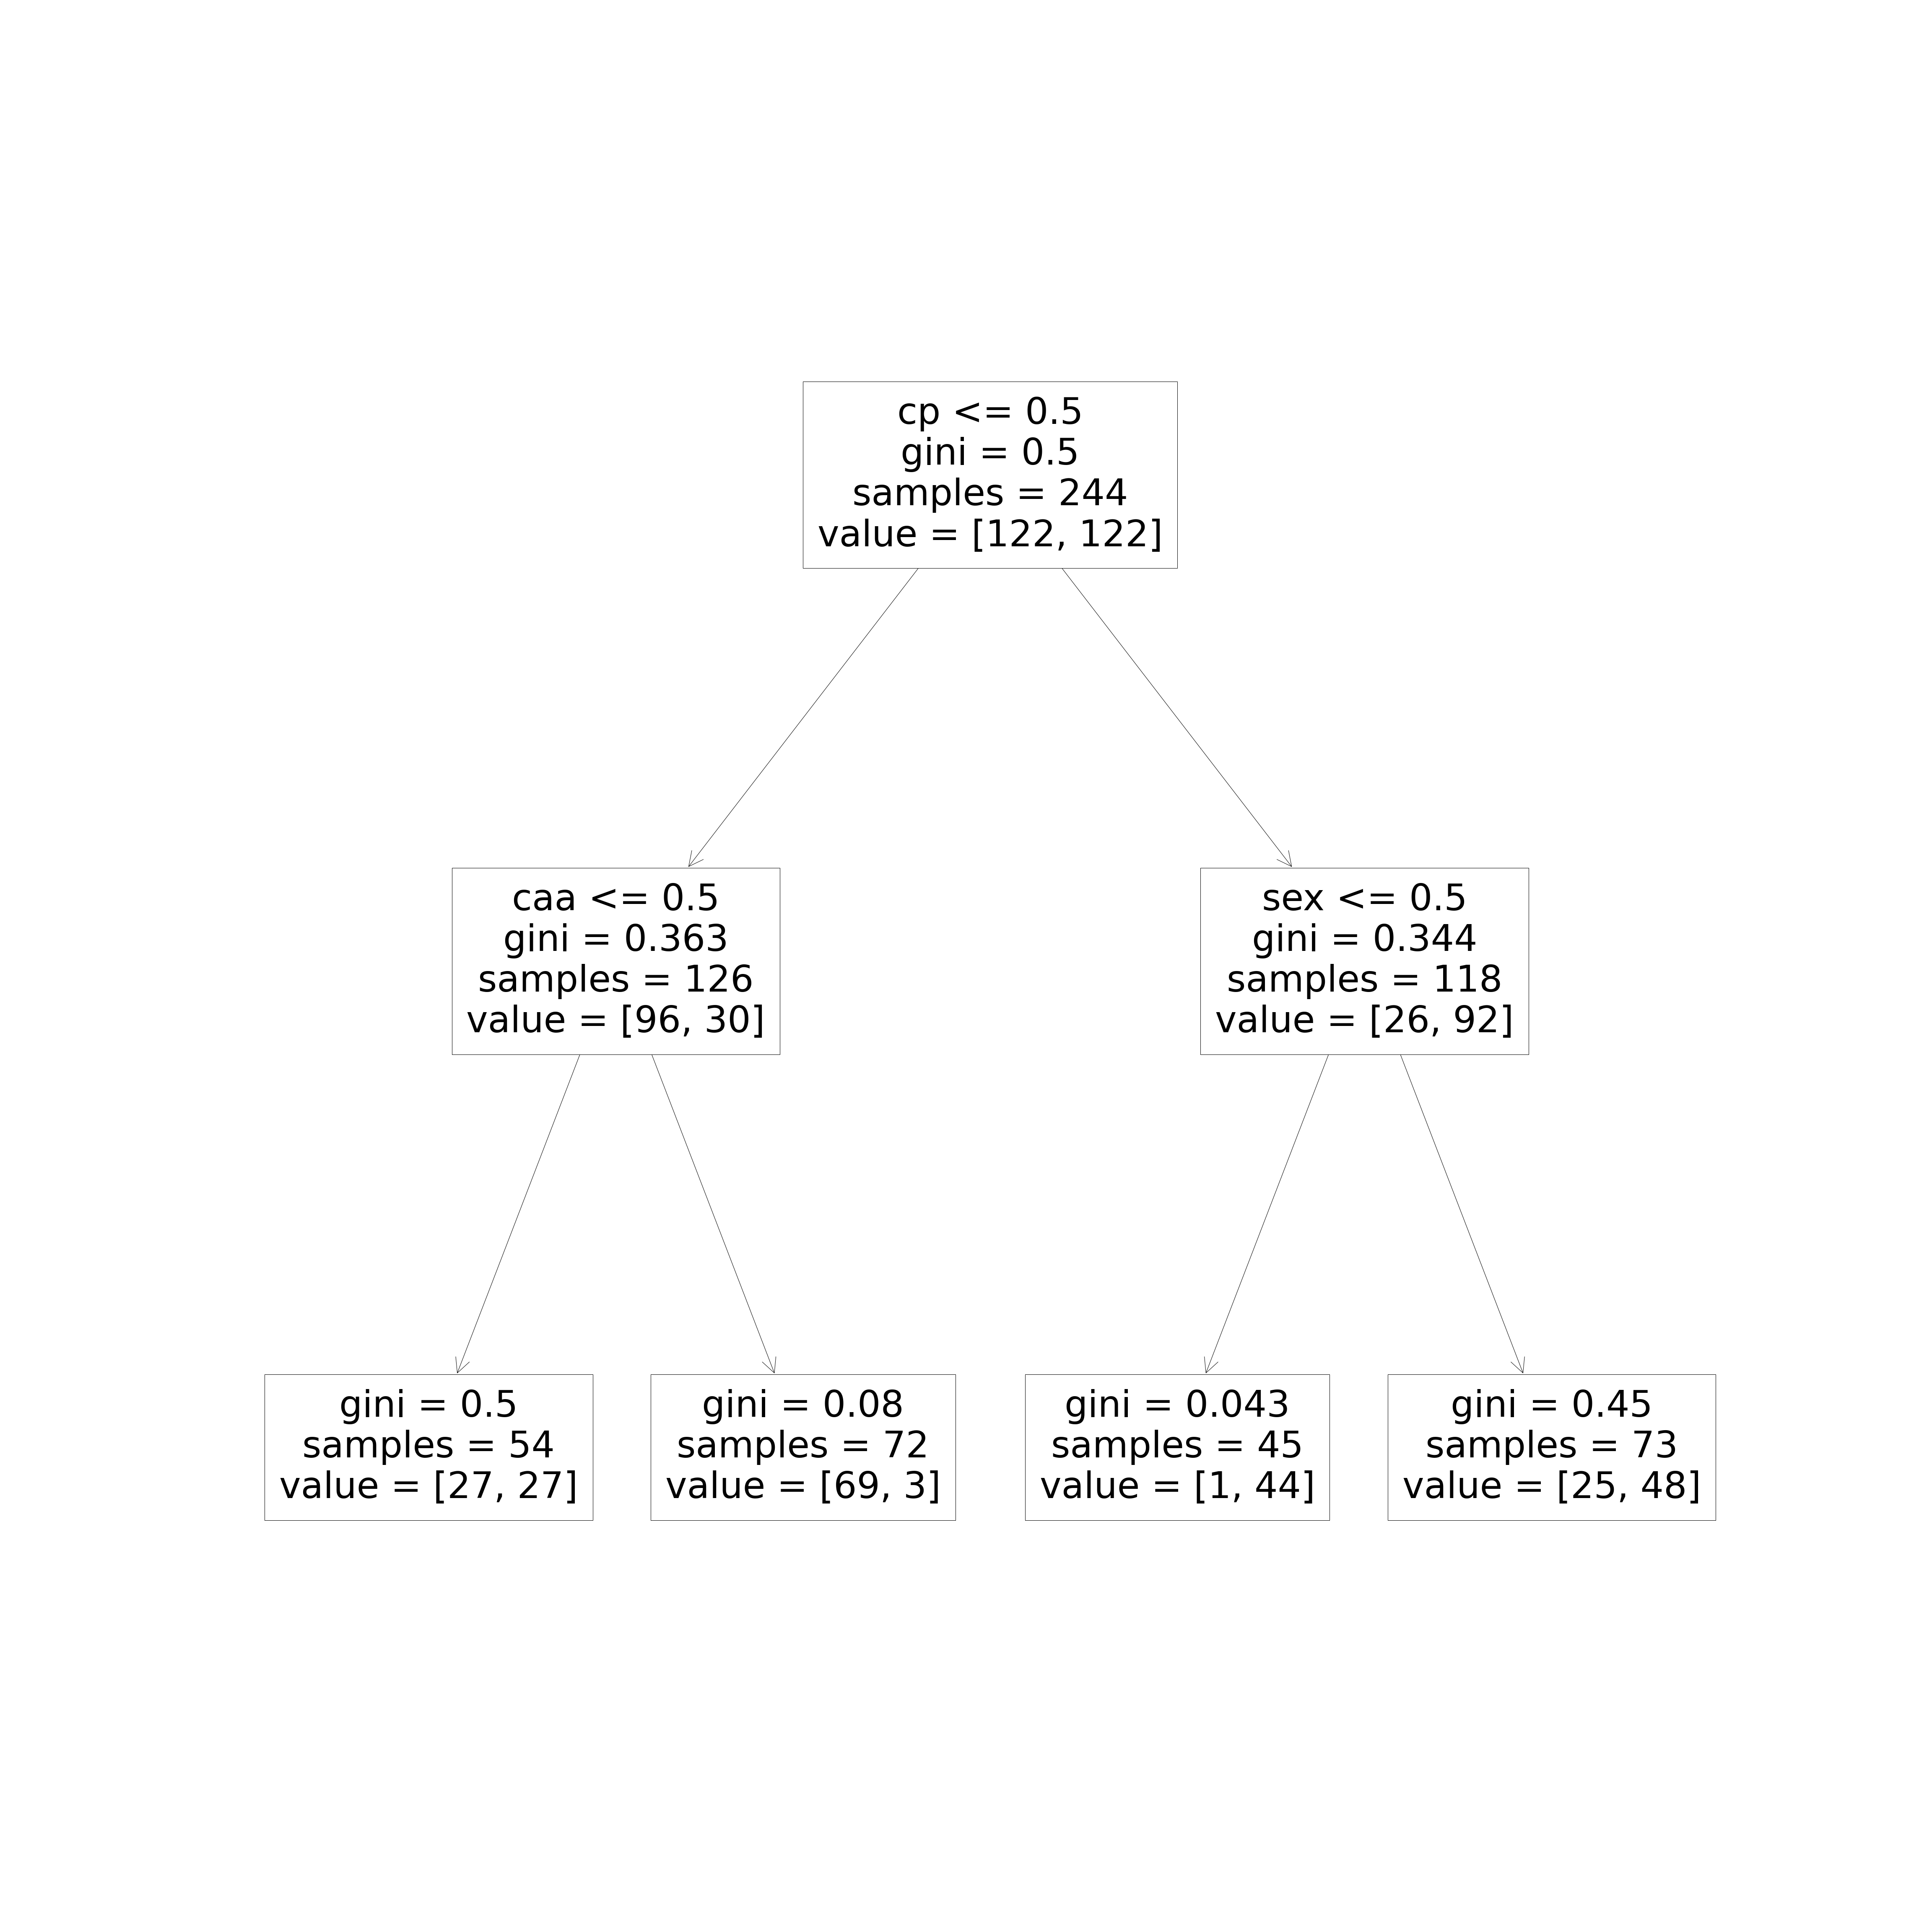 cp <= 0.5
gini = 0.5
samples = 244
value = [122, 122]
caa <= 0.5
gini = 0.363
samples = 126
value = [96, 30]
sex <= 0.5
gini = 0.344
samples = 118
value = [26, 92]
gini = 0.5
samples = 54
value = [27, 27]
gini = 0.08
samples = 72
value = [69, 3]
gini = 0.043
samples = 45
value = [1, 44]
gini = 0.45
samples = 73
value = [25, 48]